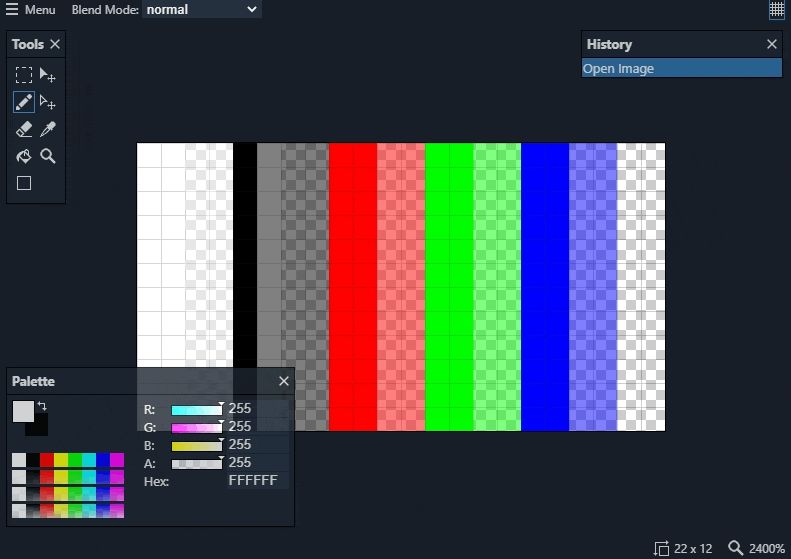 Menu Blend Mode: normal
Tools
History
Open Image
Palette
R: 255
G: 255
B: 255
A: 255
Hex: FFFFFF
22 x 12 2400%